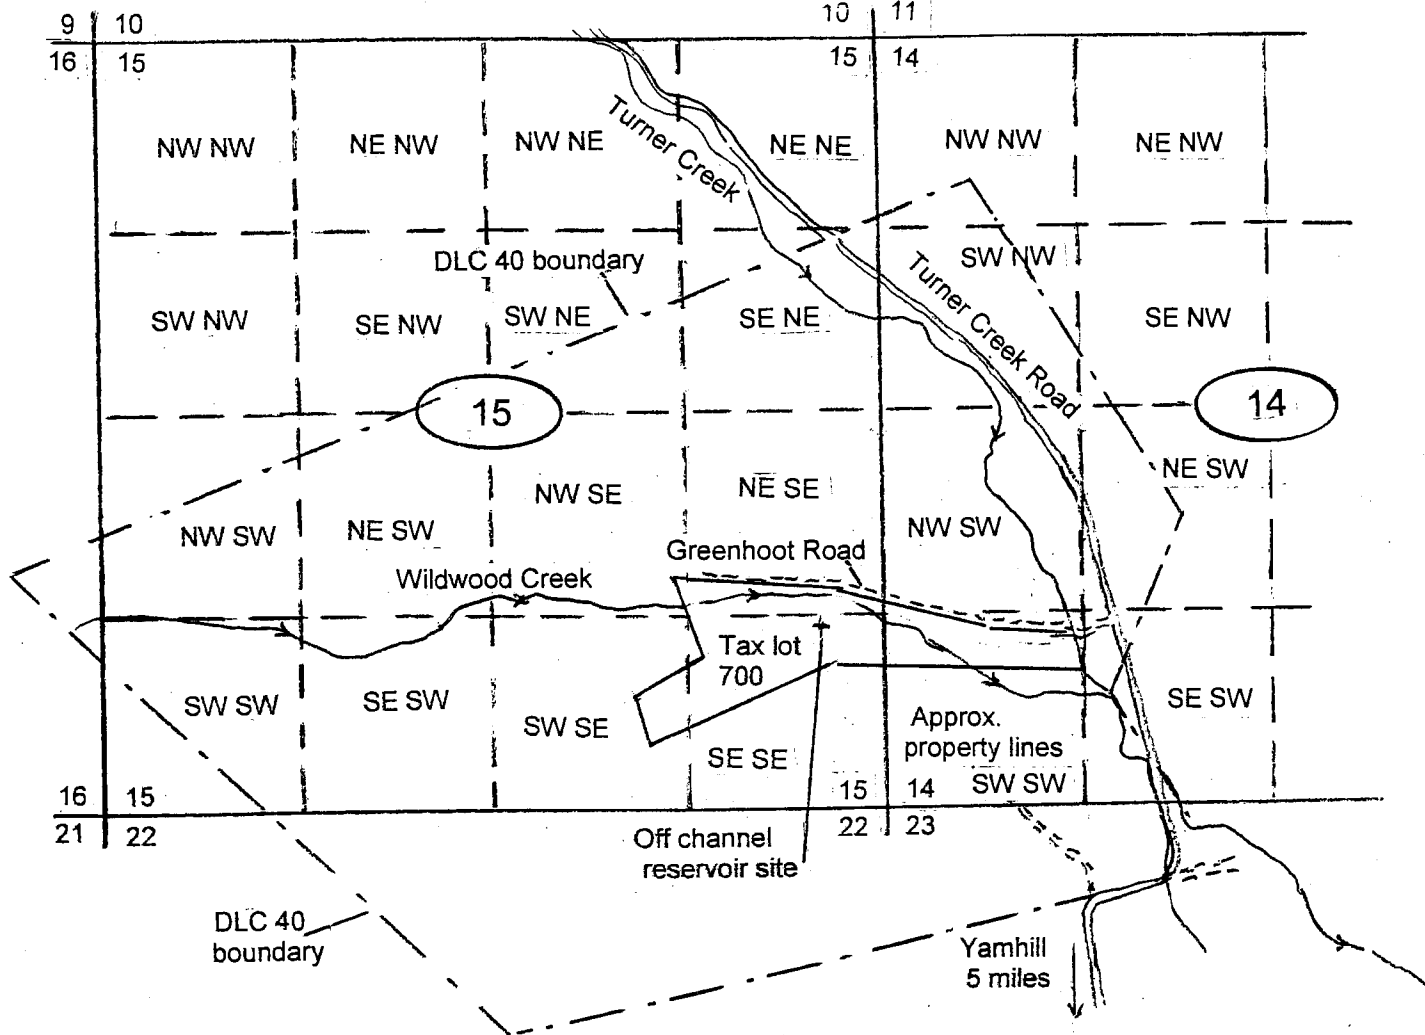 9 10
10 11
16 15
15 14
NW NW
NE NW
NW NE
NE NE
NW NW
NE NW
Turner Creek
DLC 40 boundary
SW NW
Turner Creek Road
SW NW
SE NW
SW NE
SE NE
SE NW
15
14
NW SW
NE SW
NW SE
NE SE
NW SW
NE SW
Greenhoot Road
Wildwood Creek
Tax lot
700
SW SW
SE SW
SW SE
SE SE
Approx.
property lines
SW SW
SE SW
16 15
15 14
21 22
22 23
Off channel
reservoir site
DLC 40
boundary
Yamhill
5 miles